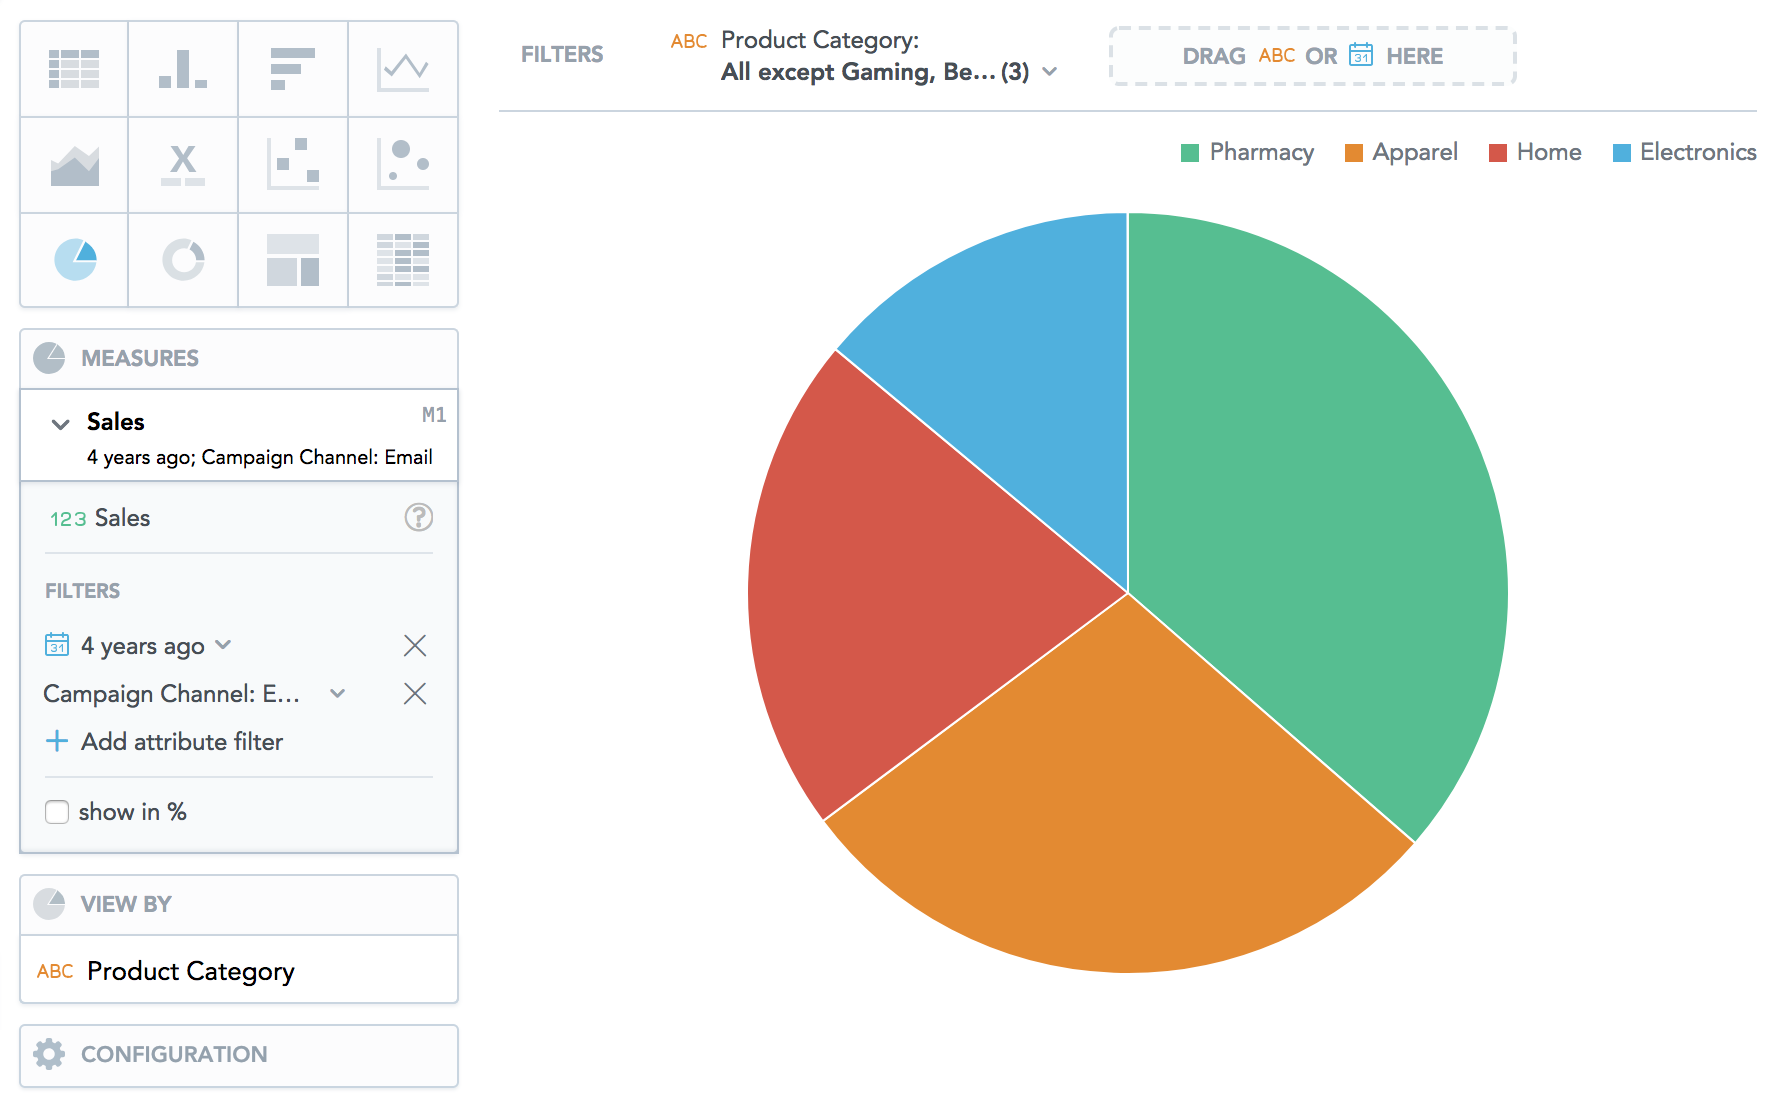 FILTERS
ABC Product Category:
All except Gaming, Be... (3)
DRAG ABC OR 31 HERE
Pharmacy Apparel Home Electronics
X
MEASURES
Sales M1
4 years ago; Campaign Channel: Email
123 Sales ?
FILTERS
31 4 years ago
Campaign Channel: E...
+ Add attribute filter
show in %
VIEW BY
ABC Product Category
CONFIGURATION